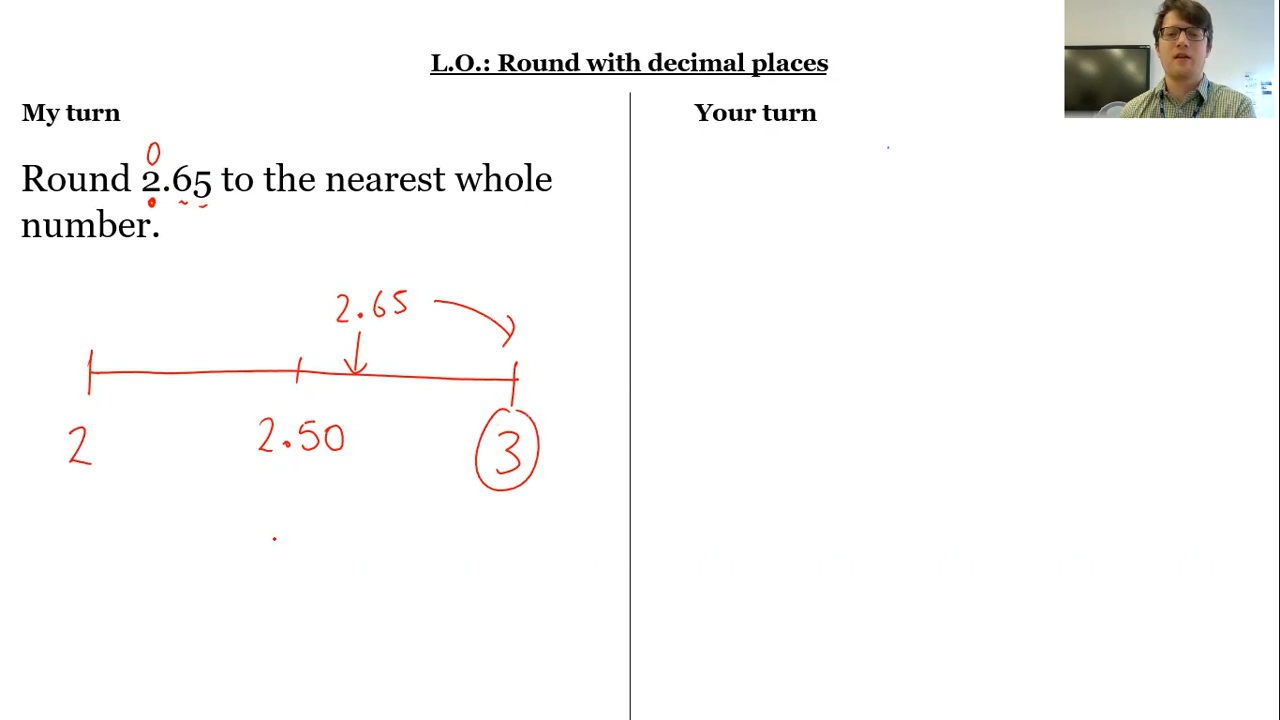 L.O.: Round with decimal places
My turn
0
Round 2.65 to the nearest whole
number.
2.65
2
2.50
3
Your turn